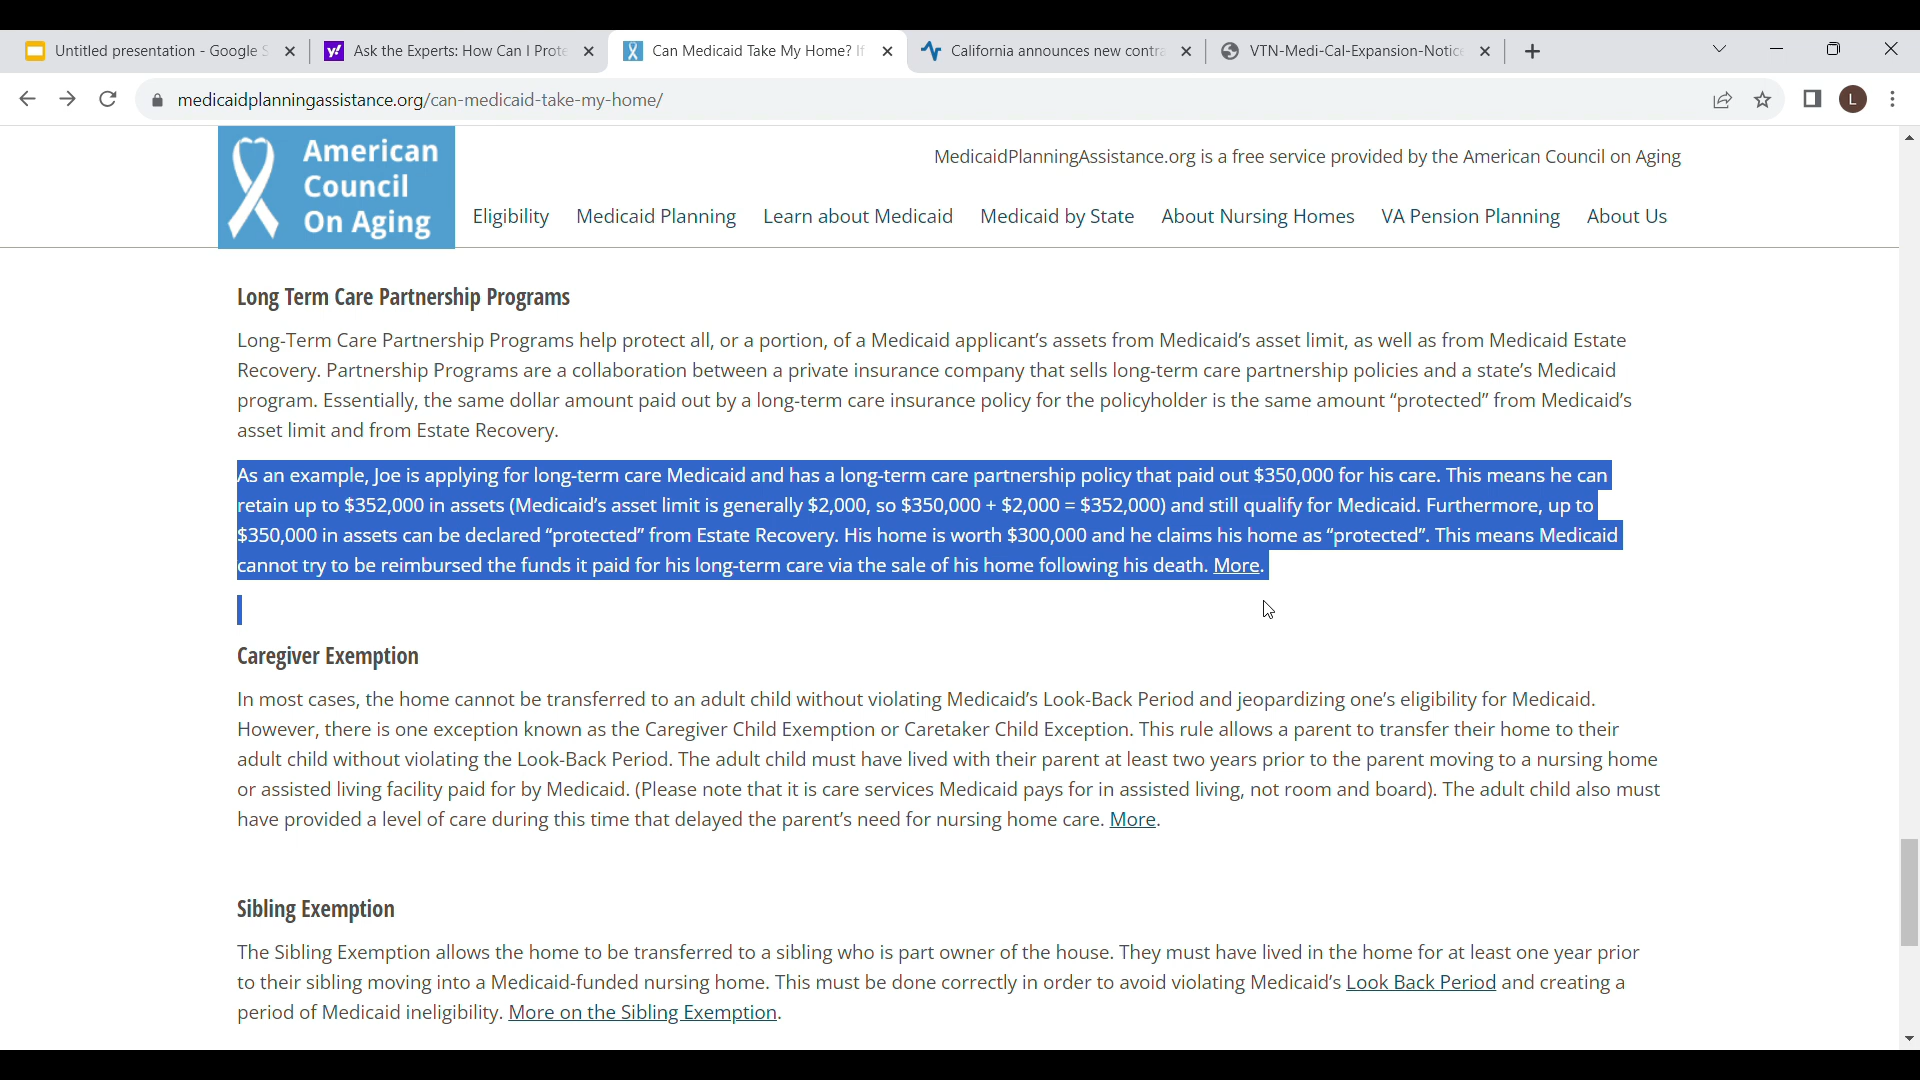 Untitled presentation - Google S
Ask the Experts: How Can I Prote
Can Medicaid Take My Home? If
California announces new contra
VTN-Medi-Cal-Expansion-Notic
medicaidplanningassistance.org/can-medicaid-take-my-home/
L
American
Council
On Aging
MedicaidPlanningAssistance.org is a free service provided by the American Council on Aging
Eligibility Medicaid Planning Learn about Medicaid Medicaid by State About Nursing Homes VA Pension Planning About Us
Long Term Care Partnership Programs
Long-Term Care Partnership Programs help protect all, or a portion, of a Medicaid applicant’s assets from Medicaid’s asset limit, as well as from Medicaid Estate
Recovery. Partnership Programs are a collaboration between a private insurance company that sells long-term care partnership policies and a state’s Medicaid
program. Essentially, the same dollar amount paid out by a long-term care insurance policy for the policyholder is the same amount “protected” from Medicaid’s
asset limit and from Estate Recovery.
As an example, Joe is applying for long-term care Medicaid and has a long-term care partnership policy that paid out $350,000 for his care. This means he can
retain up to $352,000 in assets (Medicaid’s asset limit is generally $2,000, so $350,000 + $2,000 = $352,000) and still qualify for Medicaid. Furthermore, up to
$350,000 in assets can be declared “protected” from Estate Recovery. His home is worth $300,000 and he claims his home as “protected”. This means Medicaid
cannot try to be reimbursed the funds it paid for his long-term care via the sale of his home following his death. More.
Caregiver Exemption
In most cases, the home cannot be transferred to an adult child without violating Medicaid’s Look-Back Period and jeopardizing one’s eligibility for Medicaid.
However, there is one exception known as the Caregiver Child Exemption or Caretaker Child Exception. This rule allows a parent to transfer their home to their
adult child without violating the Look-Back Period. The adult child must have lived with their parent at least two years prior to the parent moving to a nursing home
or assisted living facility paid for by Medicaid. (Please note that it is care services Medicaid pays for in assisted living, not room and board). The adult child also must
have provided a level of care during this time that delayed the parent’s need for nursing home care. More.
Sibling Exemption
The Sibling Exemption allows the home to be transferred to a sibling who is part owner of the house. They must have lived in the home for at least one year prior
to their sibling moving into a Medicaid-funded nursing home. This must be done correctly in order to avoid violating Medicaid’s Look Back Period and creating a
period of Medicaid ineligibility. More on the Sibling Exemption.